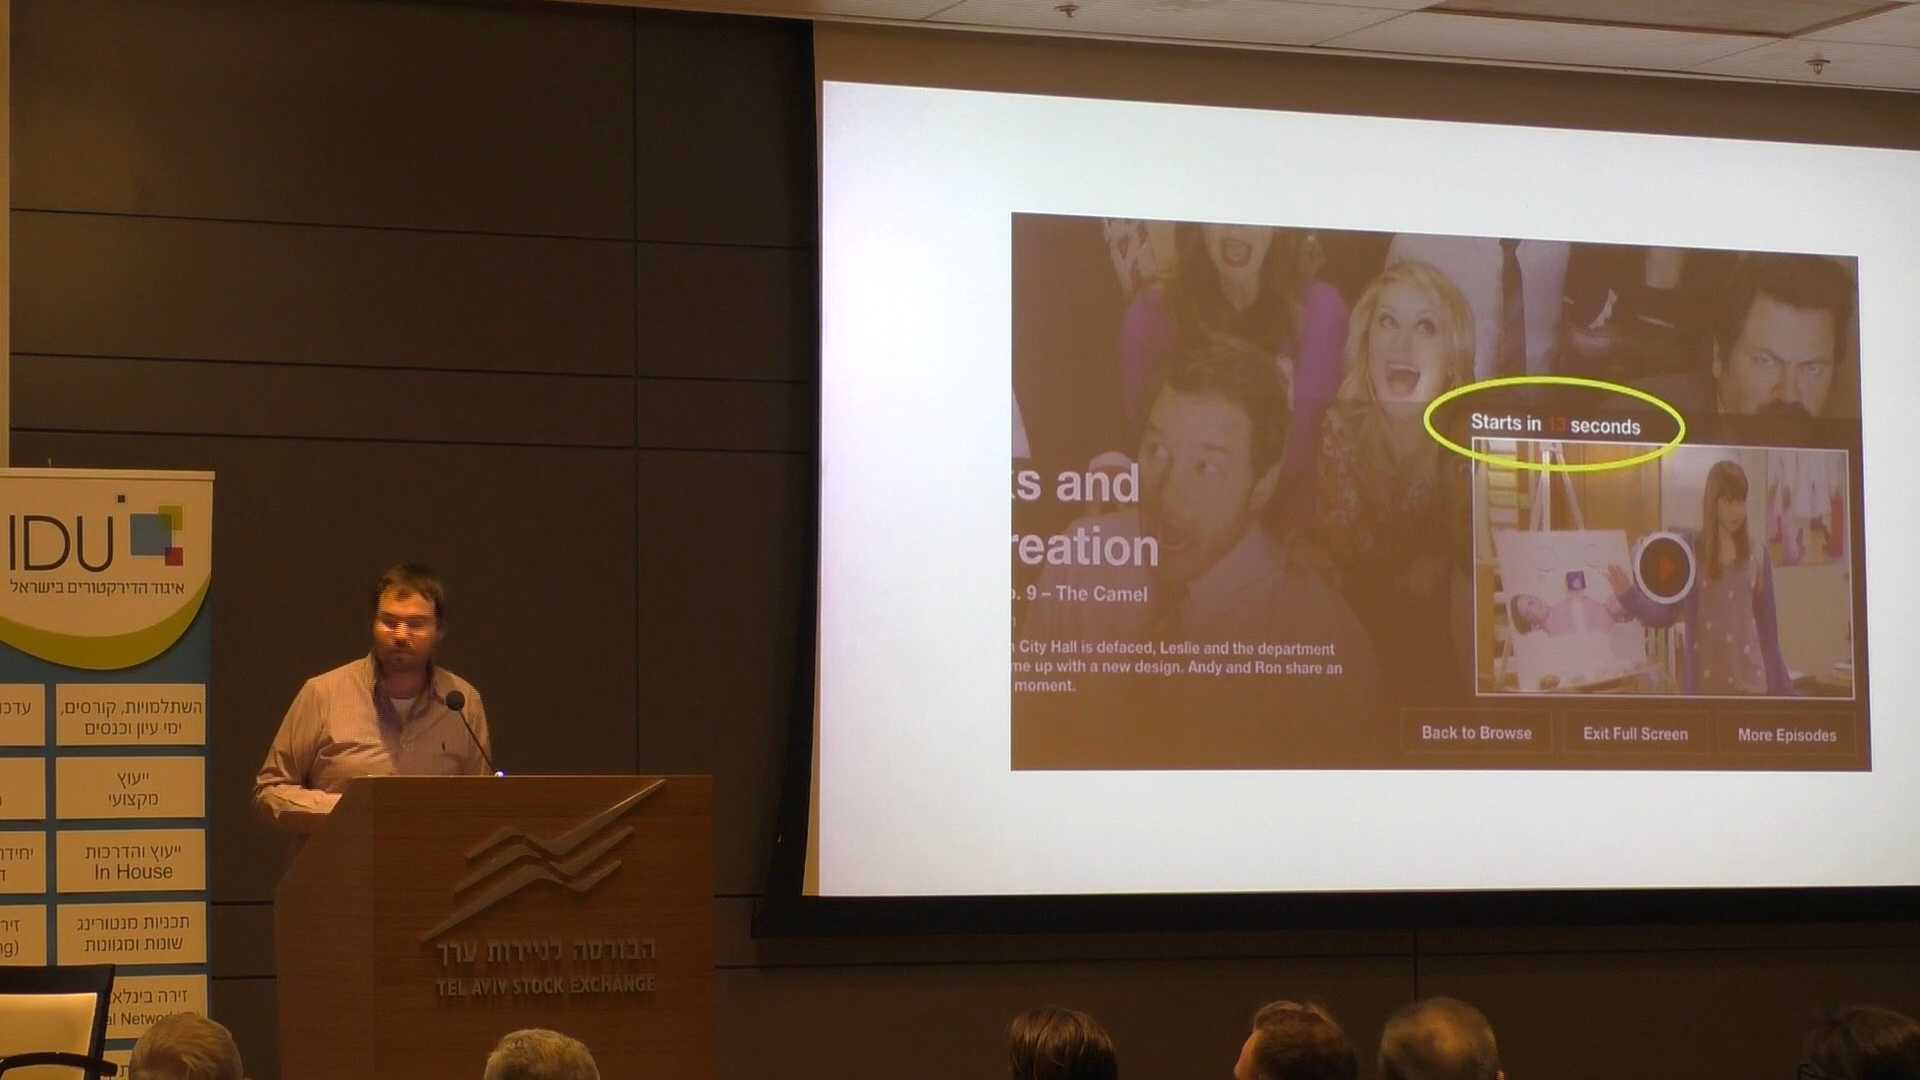 IDU
איגוד הדירקטורים בישראל
השתלמויות, קורסים,
ימי עיון וכנסים
ייעוץ
מקצועי
ייעוץ והדרכות
In House
תכניות מנטורינג
שונות ומגוונות
זירה בינלא
הבורסה לניירות ערך
TEL AVIV STOCK EXCHANGE
Starts in 13 seconds
s and
reation
. 9 – The Camel
City Hall is defaced, Leslie and the department
me up with a new design. Andy and Ron share an
moment.
Back to Browse
Exit Full Screen
More Episodes